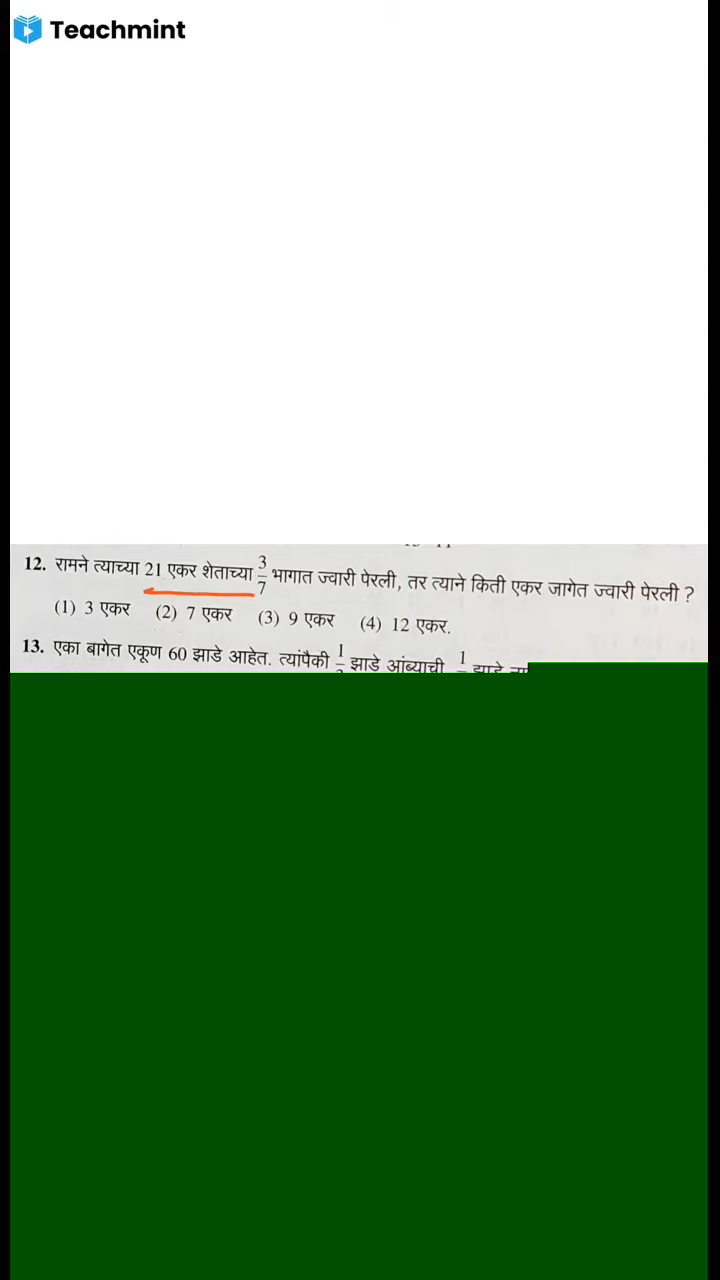 Teachmint
12. रामने त्याच्या 21 एकर शेताच्या 3/7 भागात ज्वारी पेरली, तर त्याने किती एकर जागेत ज्वारी पेरली ?
(1) 3 एकर (2) 7 एकर (3) 9 एकर (4) 12 एकर.
13. एका बागेत एकूण 60 झाडे आहेत. त्यांपैकी झाडे आंब्याची